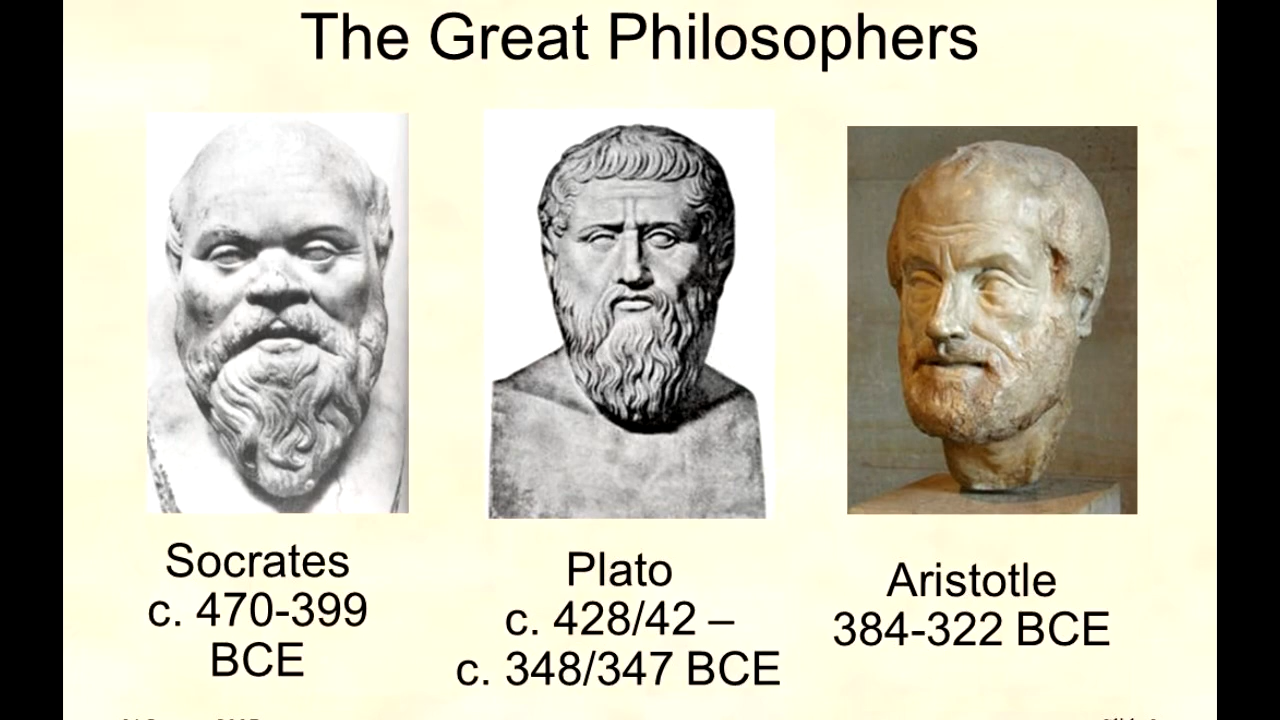 The Great Philosophers
Socrates
c. 470-399
BCE
Plato
c. 428/42 –
c. 348/347 BCE
Aristotle
384-322 BCE